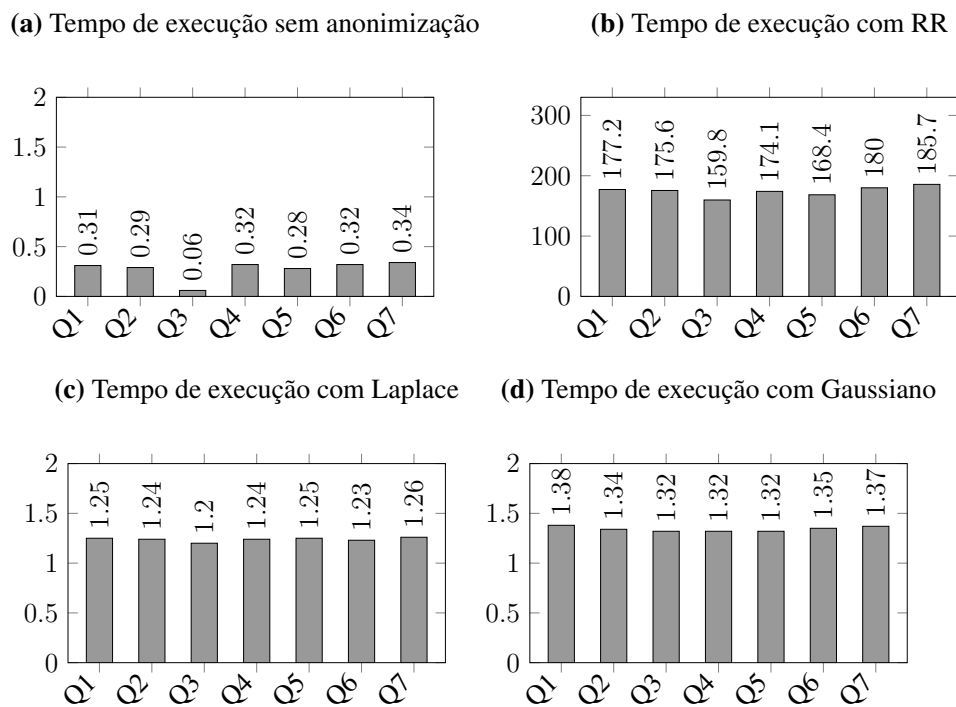 (a) Tempo de execução sem anonimização
2
1.5
1
0.5
0
0.31
0.29
0.06
0.32
0.28
0.32
0.34
Q1
Q2
Q3
Q4
Q5
Q6
Q7
(b) Tempo de execução com RR
300
200
100
0
177.2
175.6
159.8
174.1
168.4
180
185.7
Q1
Q2
Q3
Q4
Q5
Q6
Q7
(c) Tempo de execução com Laplace
2
1.5
1
0.5
0
1.25
1.24
1.2
1.24
1.25
1.23
1.26
Q1
Q2
Q3
Q4
Q5
Q6
Q7
(d) Tempo de execução com Gaussiano
2
1.5
1
0.5
0
1.38
1.34
1.32
1.32
1.32
1.35
1.37
Q1
Q2
Q3
Q4
Q5
Q6
Q7